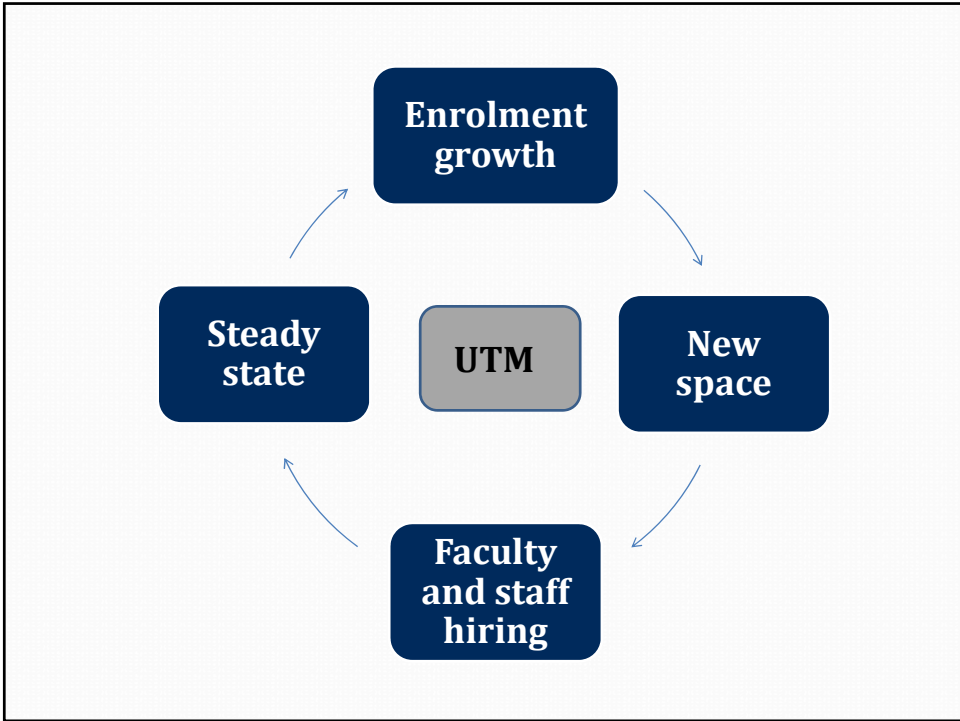 Enrolment
growth
Steady
state
UTM
New
space
Faculty
and staff
hiring